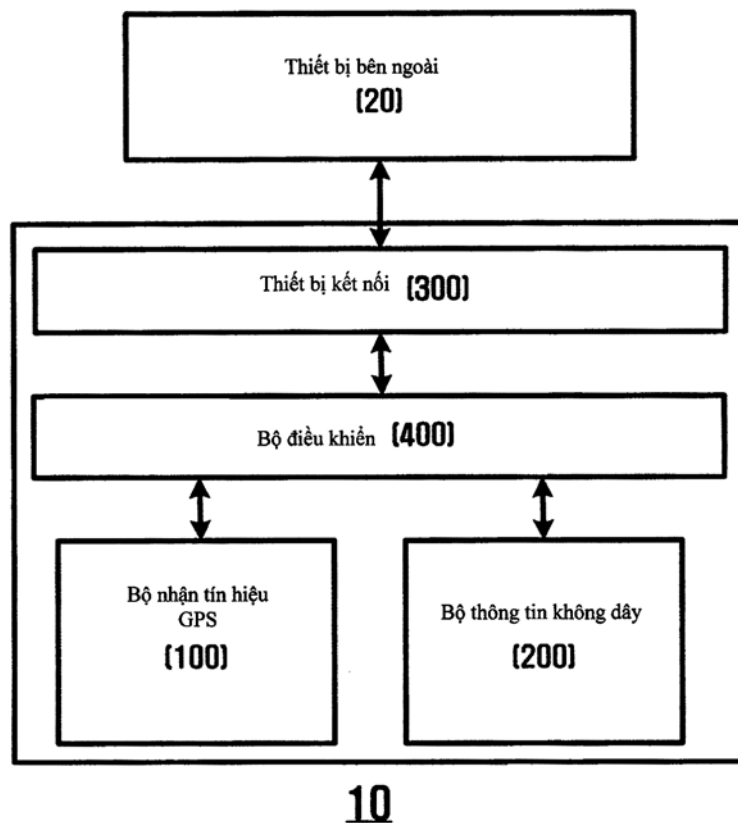 Thiết bị bên ngoài
(20)
Thiết bị kết nối (300)
Bộ điều khiển (400)
Bộ nhận tín hiệu
GPS
(100)
Bộ thông tin không dây
(200)
10